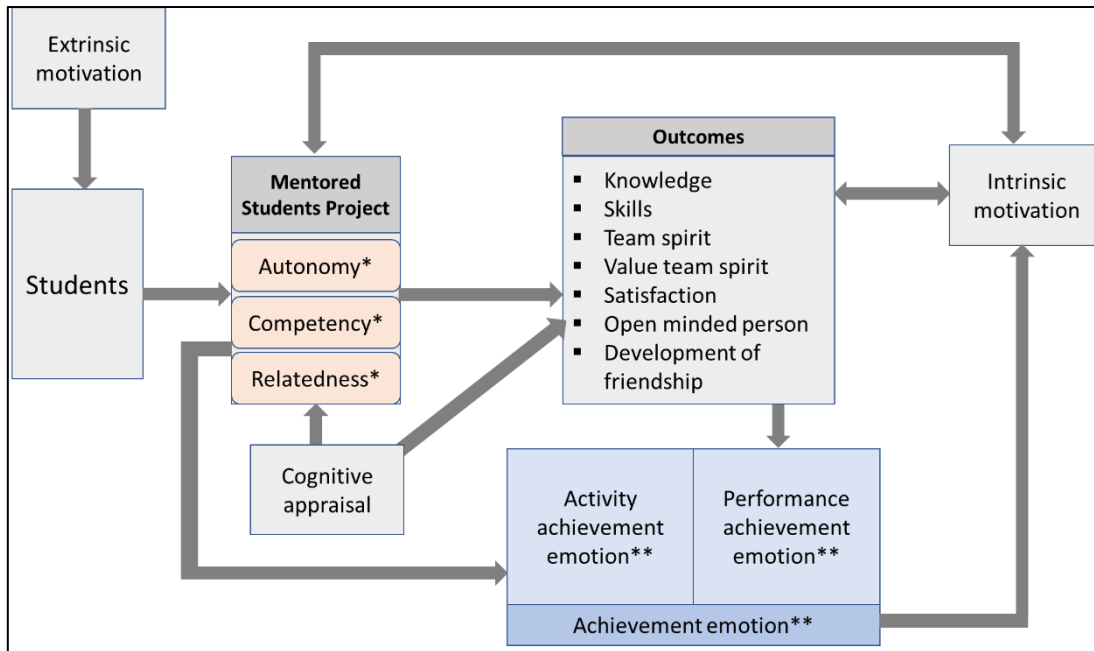 Extrinsic
motivation
Students
Mentored
Students Project
Autonomy*
Competency*
Relatedness*
Cognitive
appraisal
Outcomes
▪ Knowledge
▪ Skills
▪ Team spirit
▪ Value team spirit
▪ Satisfaction
▪ Open minded person
▪ Development of
friendship
Intrinsic
motivation
Activity
achievement
emotion**
Performance
achievement
emotion**
Achievement emotion**